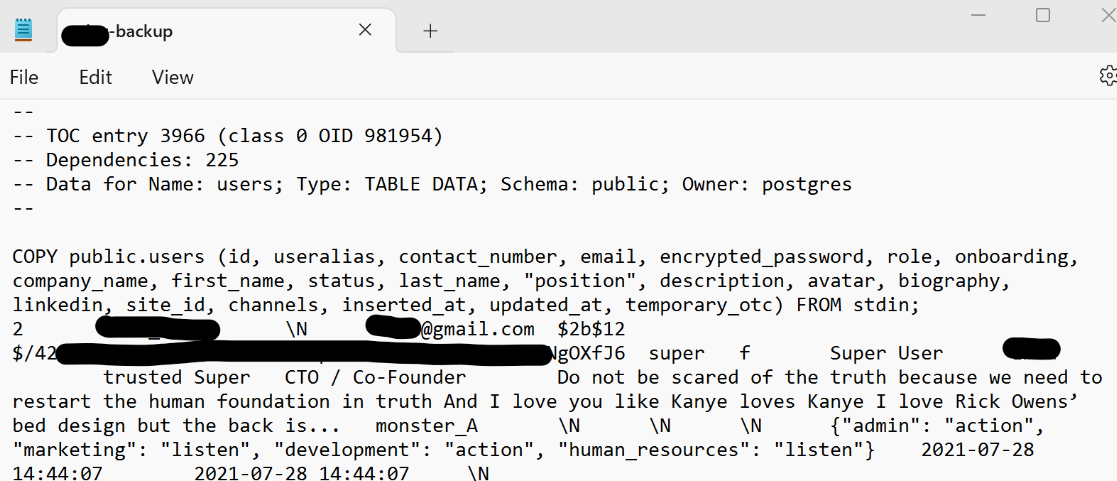 -backup
File Edit View
--
-- TOC entry 3966 (class 0 OID 981954)
-- Dependencies: 225
-- Data for Name: users; Type: TABLE DATA; Schema: public; Owner: postgres
--
COPY public.users (id, useralias, contact_number, email, encrypted_password, role, onboarding,
company_name, first_name, status, last_name, "position", description, avatar, biography,
linkedin, site_id, channels, inserted_at, updated_at, temporary_otc) FROM stdin;
2 \N @gmail.com $2b$12
$/42 NgOXfJ6 super f Super User
trusted Super CTO / Co-Founder Do not be scared of the truth because we need to
restart the human foundation in truth And I love you like Kanye loves Kanye I love Rick Owens’
bed design but the back is... monster_A \N \N \N {"admin": "action",
"marketing": "listen", "development": "action", "human_resources": "listen"} 2021-07-28
14:44:07 2021-07-28 14:44:07 \N